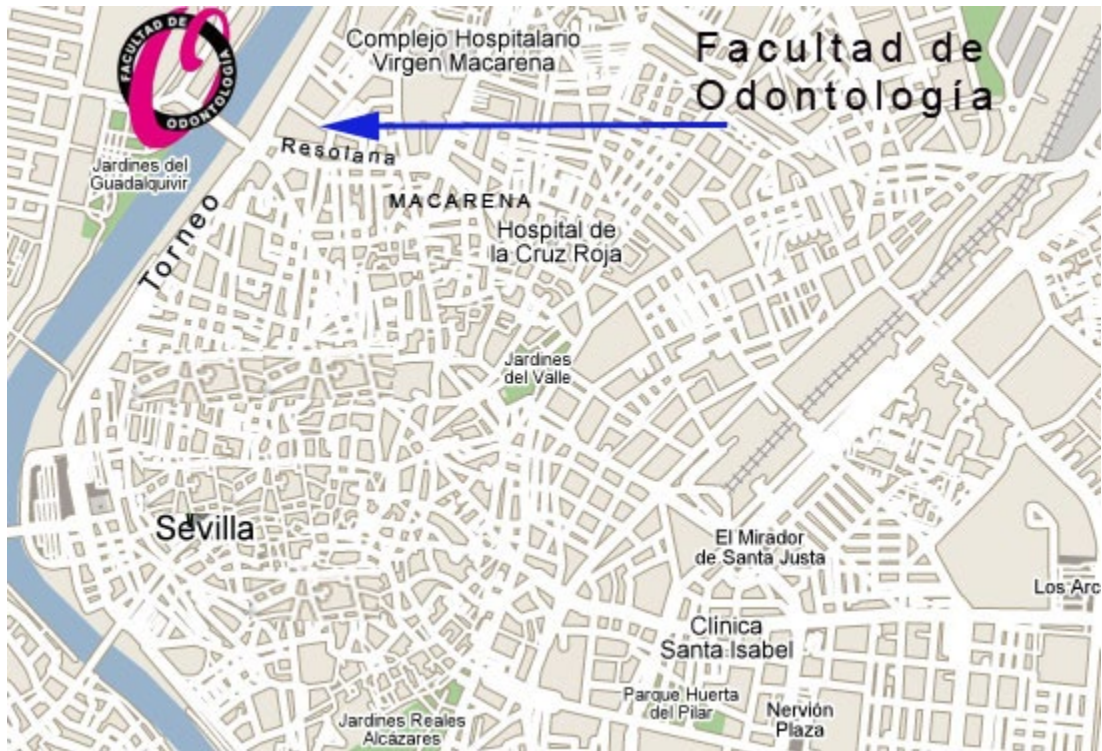 FACULTAD DE
ODONTOLOGÍA
Complejo Hospitalario
Virgen Macarena
Facultad de
Odontología
Resolana
Jardines del
Guadalquivir
MACARENA
Torneo
Hospital de
la Cruz Roja
Jardines
del Valle
Sevilla
El Mirador
de Santa Justa
Los Arc
Clínica
Santa Isabel
Parque Huerta
del Pilar
Nervión
Plaza
Jardines Reales
Alcázares